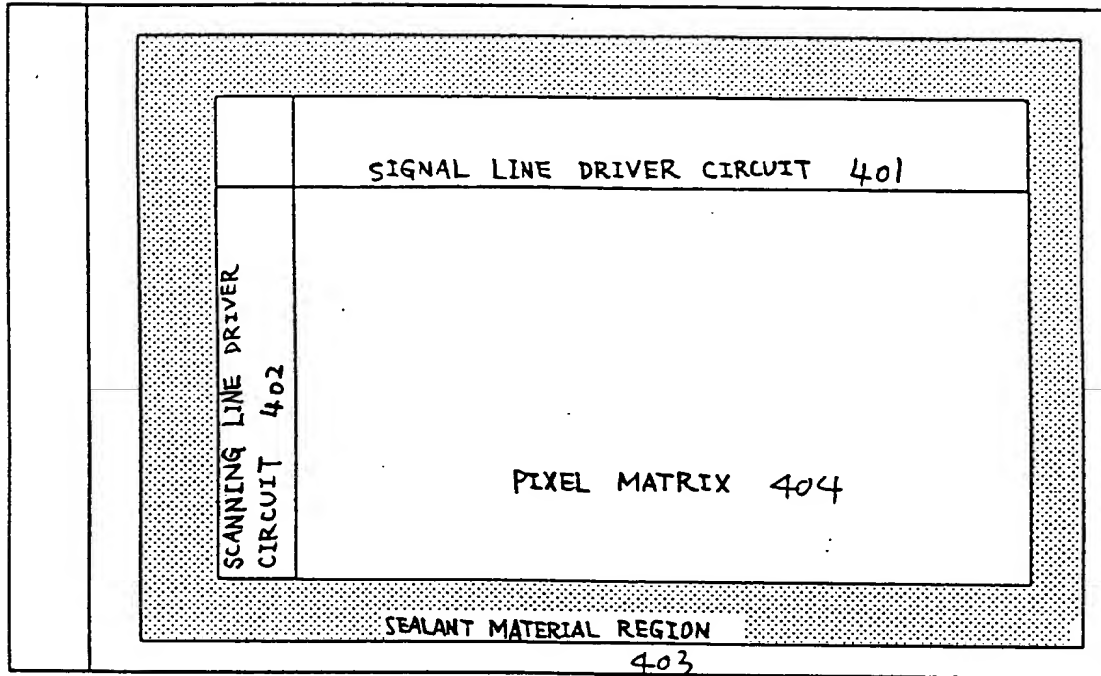 SIGNAL LINE DRIVER CIRCUIT 401
SCANNING LINE DRIVER
CIRCUIT 402
PIXEL MATRIX 404
SEALANT MATERIAL REGION
403